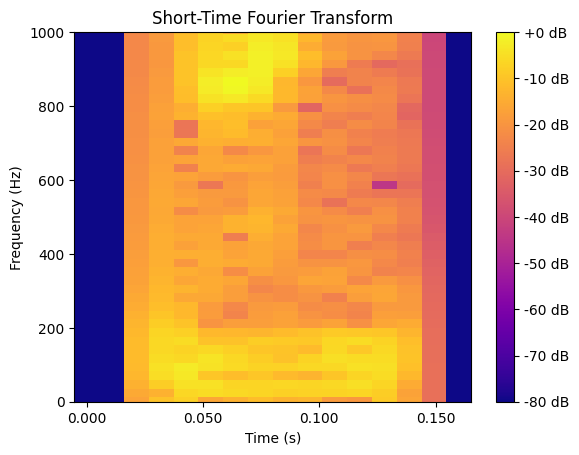 Short-Time Fourier Transform
1000
800
600
400
200
0
Frequency (Hz)
0.000
0.050
0.100
0.150
Time (s)
+0 dB
-10 dB
-20 dB
-30 dB
-40 dB
-50 dB
-60 dB
-70 dB
-80 dB